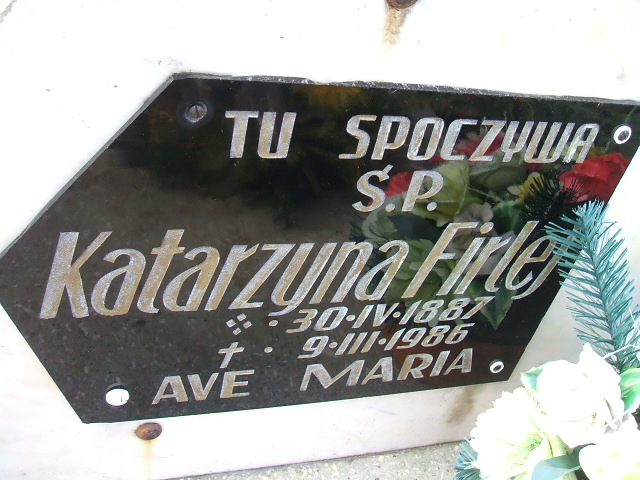 TU SPOCZYWA
Ś.P.
Katarzyna Firlej
· 30·IV·1887
✝ · 9·III·1986
AVE MARIA